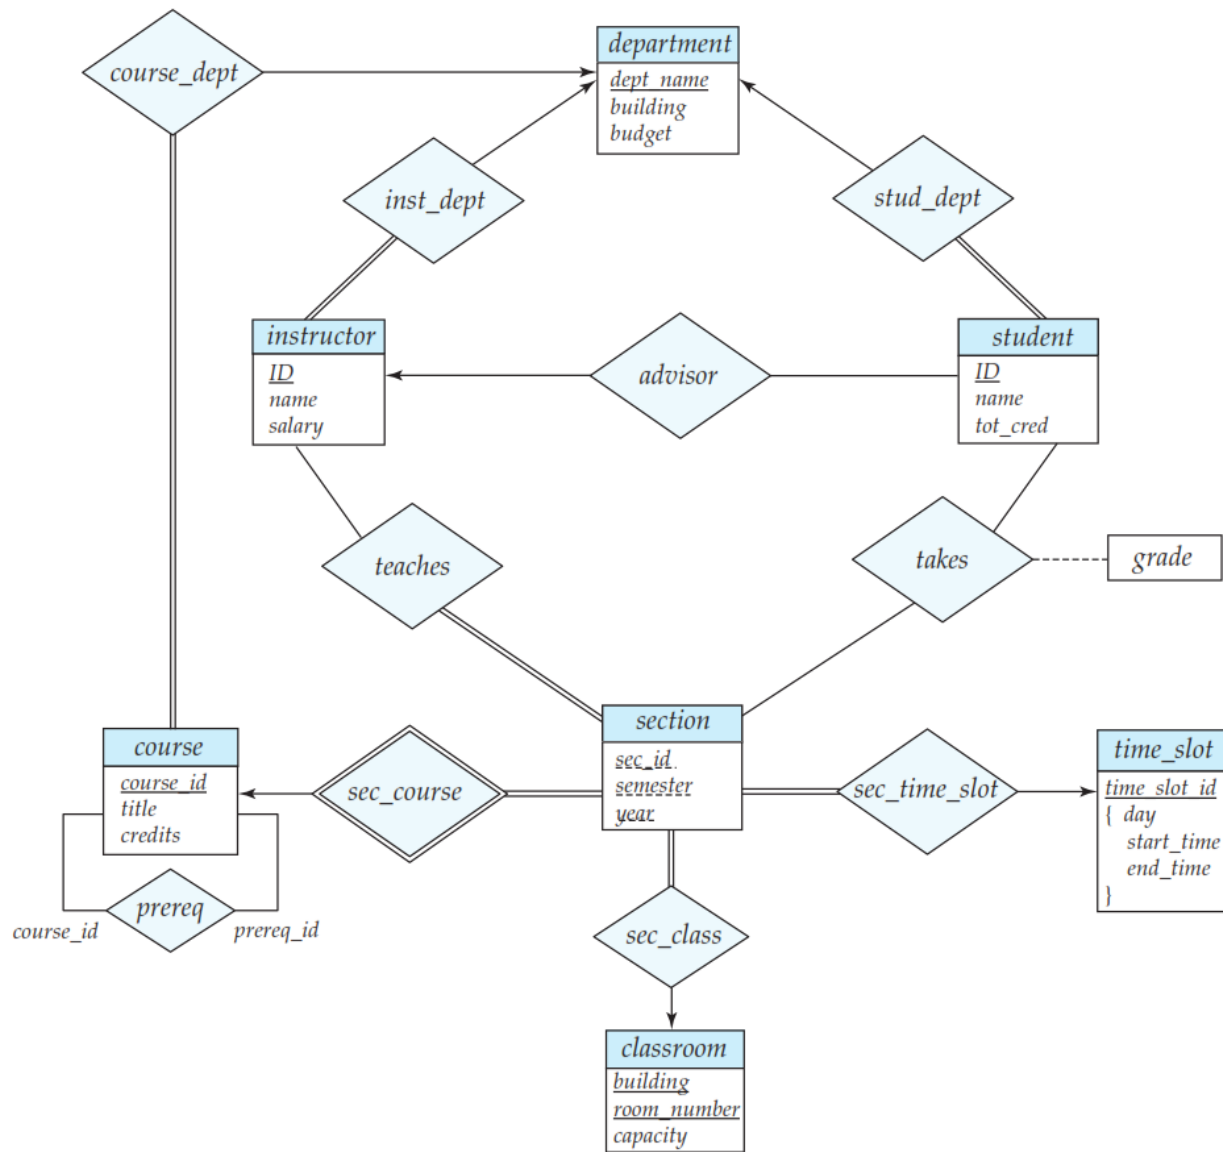 department
course_dept
dept_name
building
budget
inst_dept
stud_dept
instructor
ID
name
salary
advisor
student
ID
name
tot_cred
teaches
takes
grade
section
sec_id
semester
year
course
course_id
title
credits
sec_course
sec_time_slot
time_slot
time_slot_id
{ day
start_time
end_time
}
prereq
course_id
prereq_id
sec_class
classroom
building
room_number
capacity